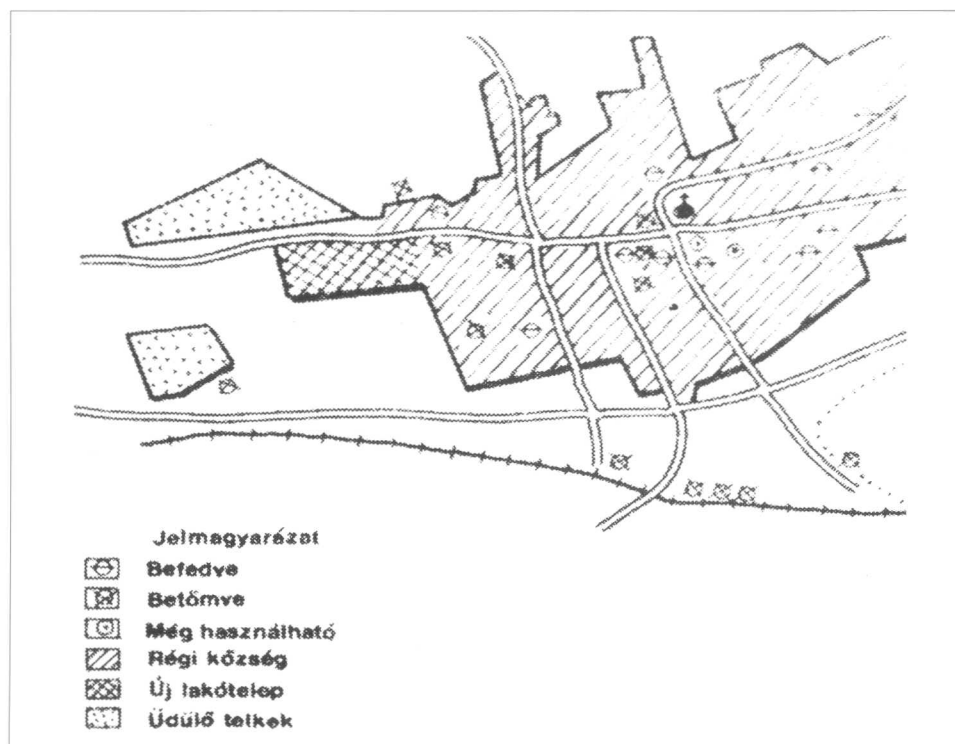 Jelmagyarázat
Befedve
Betömve
Még használható
Régi község
Új lakótelep
Üdülő telkek